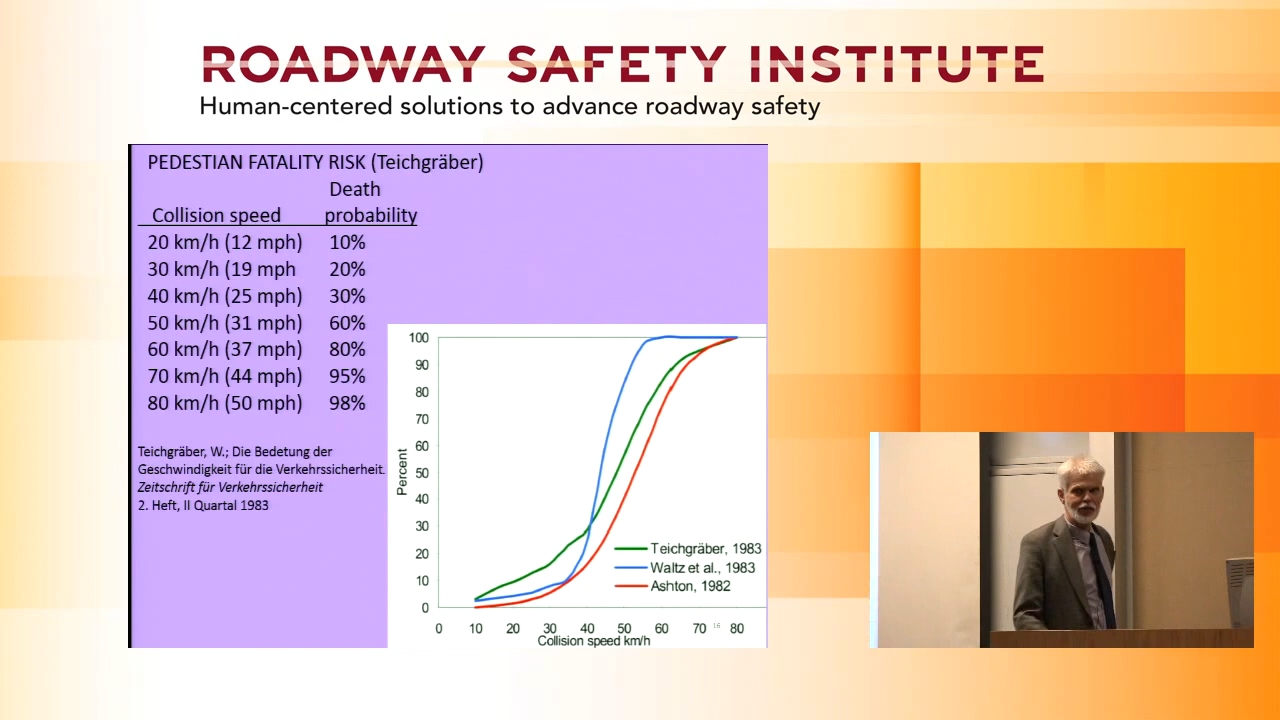 ROADWAY SAFETY INSTITUTE
Human-centered solutions to advance roadway safety
PEDESTIAN FATALITY RISK (Teichgräber)
Death
Collision speed probability
20 km/h (12 mph) 10%
30 km/h (19 mph 20%
40 km/h (25 mph) 30%
50 km/h (31 mph) 60%
60 km/h (37 mph) 80%
70 km/h (44 mph) 95%
80 km/h (50 mph) 98%
Teichgräber, W.; Die Bedetung der
Geschwindigkeit für die Verkehrssicherheit.
Zeitschrift für Verkehrssicherheit
2. Heft, II Quartal 1983
Percent
100
90
80
70
60
50
40
30
20
10
0
Teichgräber, 1983
Waltz et al., 1983
Ashton, 1982
0 10 20 30 40 50 60 70 16 80
Collision speed km/h